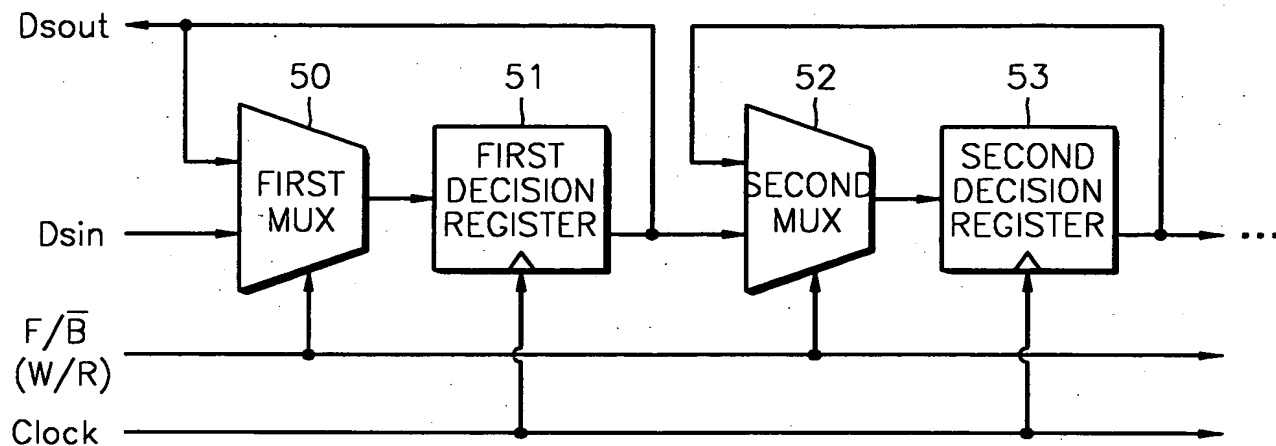 Dsout
50
51
52
53
FIRST
MUX
FIRST
DECISION
REGISTER
SECOND
MUX
SECOND
DECISION
REGISTER
Dsin
...
F/B̅
(W/R)
Clock